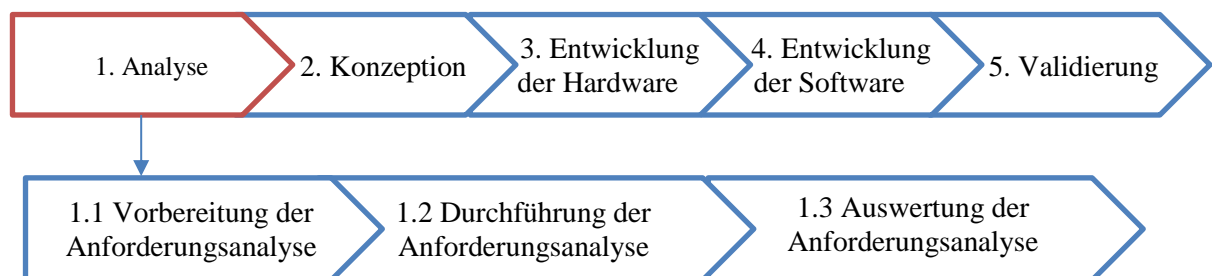 1. Analyse
2. Konzeption
3. Entwicklung
der Hardware
4. Entwicklung
der Software
5. Validierung
1.1 Vorbereitung der
Anforderungsanalyse
1.2 Durchführung der
Anforderungsanalyse
1.3 Auswertung der
Anforderungsanalyse